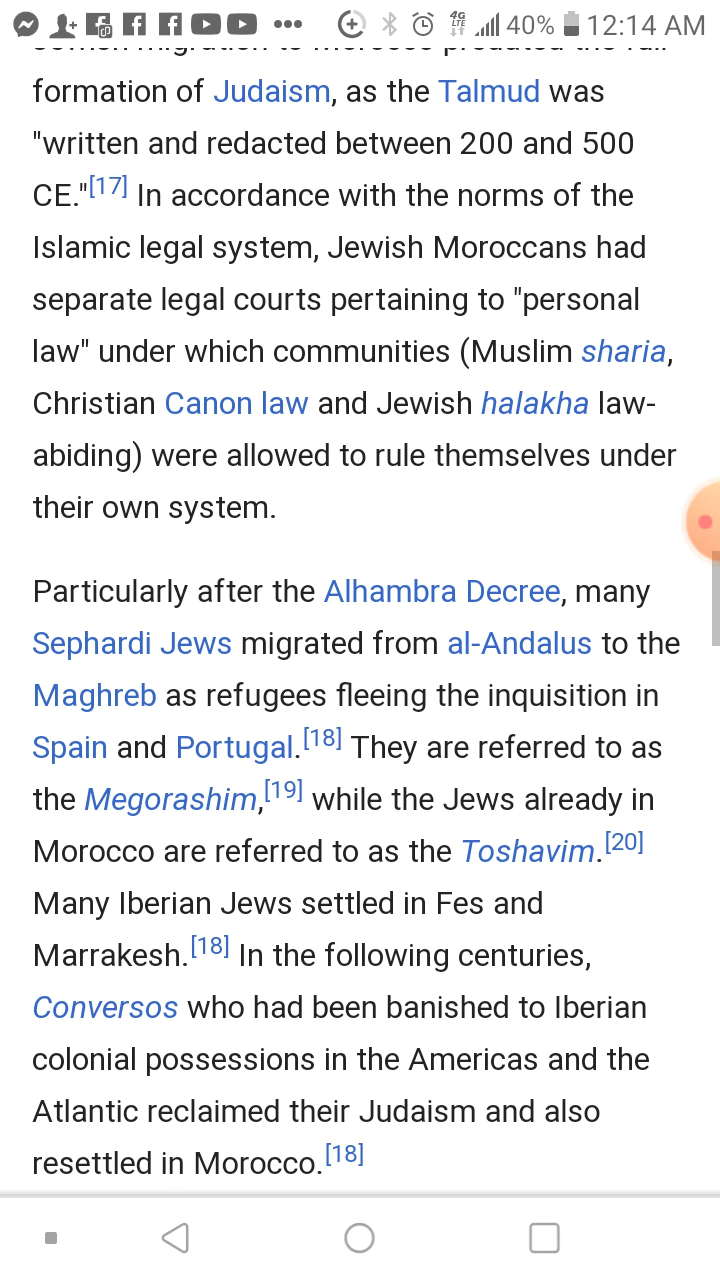 4G
LTE
40%
12:14 AM
formation of Judaism, as the Talmud was
"written and redacted between 200 and 500
CE."[17] In accordance with the norms of the
Islamic legal system, Jewish Moroccans had
separate legal courts pertaining to "personal
law" under which communities (Muslim sharia,
Christian Canon law and Jewish halakha law-
abiding) were allowed to rule themselves under
their own system.
Particularly after the Alhambra Decree, many
Sephardi Jews migrated from al-Andalus to the
Maghreb as refugees fleeing the inquisition in
Spain and Portugal.[18] They are referred to as
the Megorashim,[19] while the Jews already in
Morocco are referred to as the Toshavim.[20]
Many Iberian Jews settled in Fes and
Marrakesh.[18] In the following centuries,
Conversos who had been banished to Iberian
colonial possessions in the Americas and the
Atlantic reclaimed their Judaism and also
resettled in Morocco.[18]